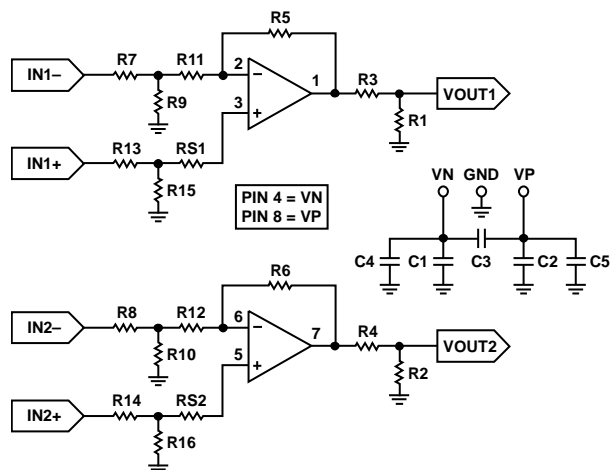 R5
R7
R11
IN1–
2
–
1
R3
VOUT1
R9
3
+
R1
IN1+
R13
RS1
R15
VN
GND
VP
PIN 4 = VN
PIN 8 = VP
C4
C1
C3
C2
C5
R6
R8
R12
IN2–
6
–
7
R4
VOUT2
R10
5
+
R2
IN2+
R14
RS2
R16